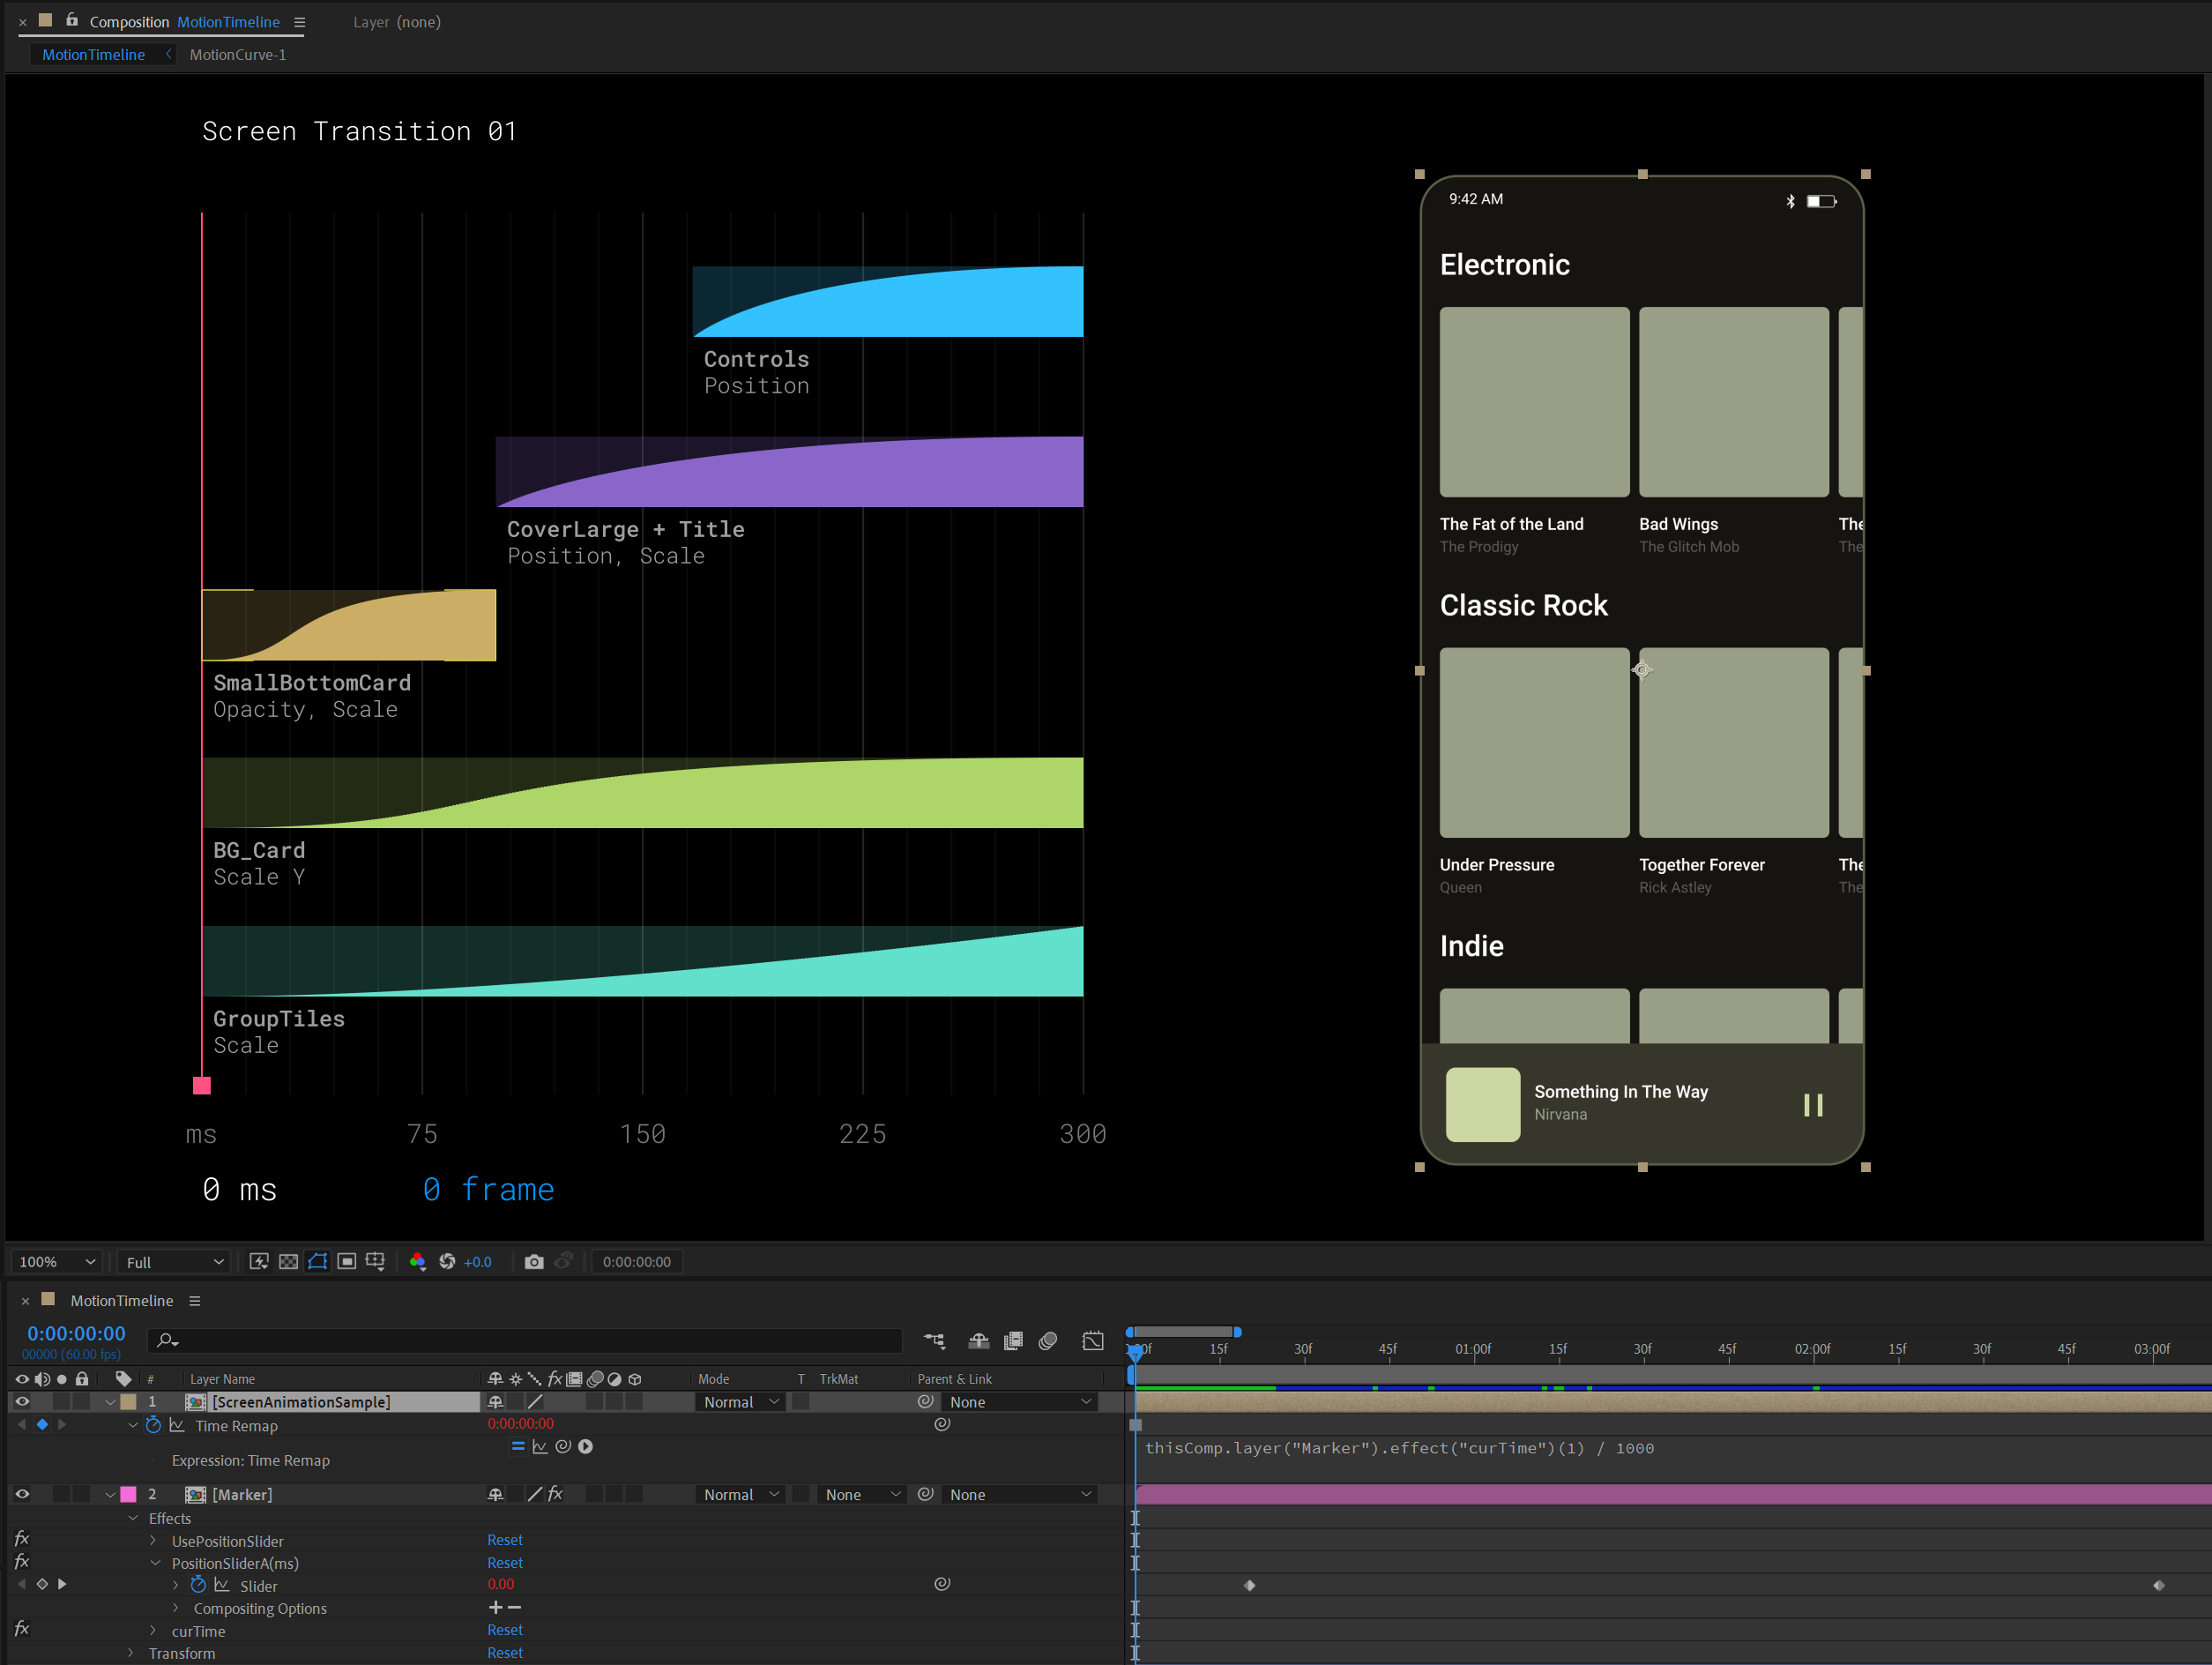 Composition MotionTimeline
Layer (none)
MotionTimeline
MotionCurve-1
Screen Transition 01
Controls
Position
CoverLarge + Title
Position, Scale
SmallBottomCard
Opacity, Scale
BG_Card
Scale Y
GroupTiles
Scale
ms 75 150 225 300
0 ms 0 frame
9:42 AM
Electronic
The Fat of the Land Bad Wings The
The Prodigy The Glitch Mob The
Classic Rock
Under Pressure Together Forever The
Queen Rick Astley The
Indie
Something In The Way
Nirvana
100% Full +0.0 0:00:00:00
MotionTimeline
0:00:00:00
00000 (60.00 fps)
:00f 15f 30f 45f 01:00f 15f 30f 45f 02:00f 15f 30f 45f 03:00f
# Layer Name fx Mode T TrkMat Parent & Link
1 [ScreenAnimationSample] Normal None
Time Remap 0:00:00:00
Expression: Time Remap
thisComp.layer("Marker").effect("curTime")(1) / 1000
2 [Marker] fx Normal None None
Effects
fx UsePositionSlider Reset
fx PositionSliderA(ms) Reset
Slider 0.00
Compositing Options
fx curTime Reset
Transform Reset